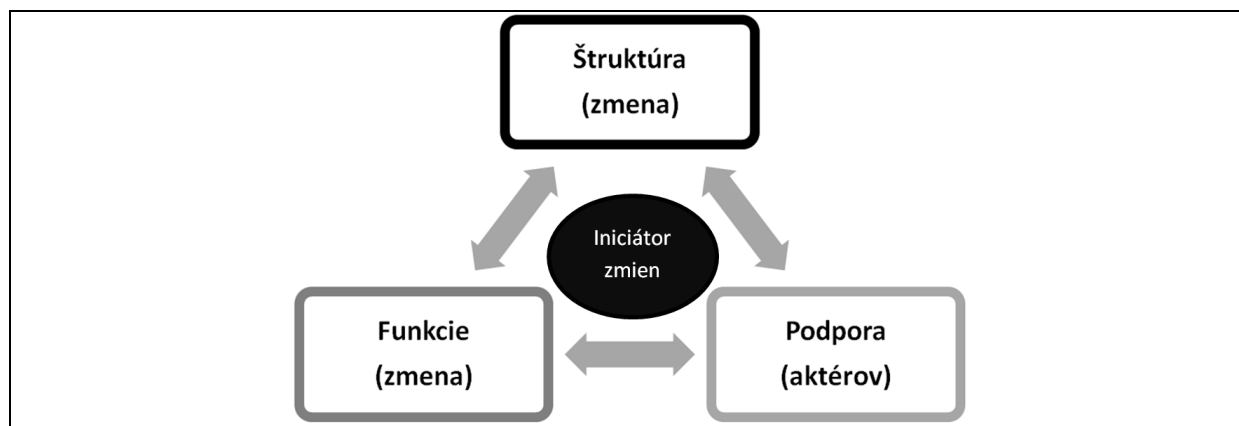 Štruktúra
(zmena)
Iniciátor
zmien
Funkcie
(zmena)
Podpora
(aktérov)